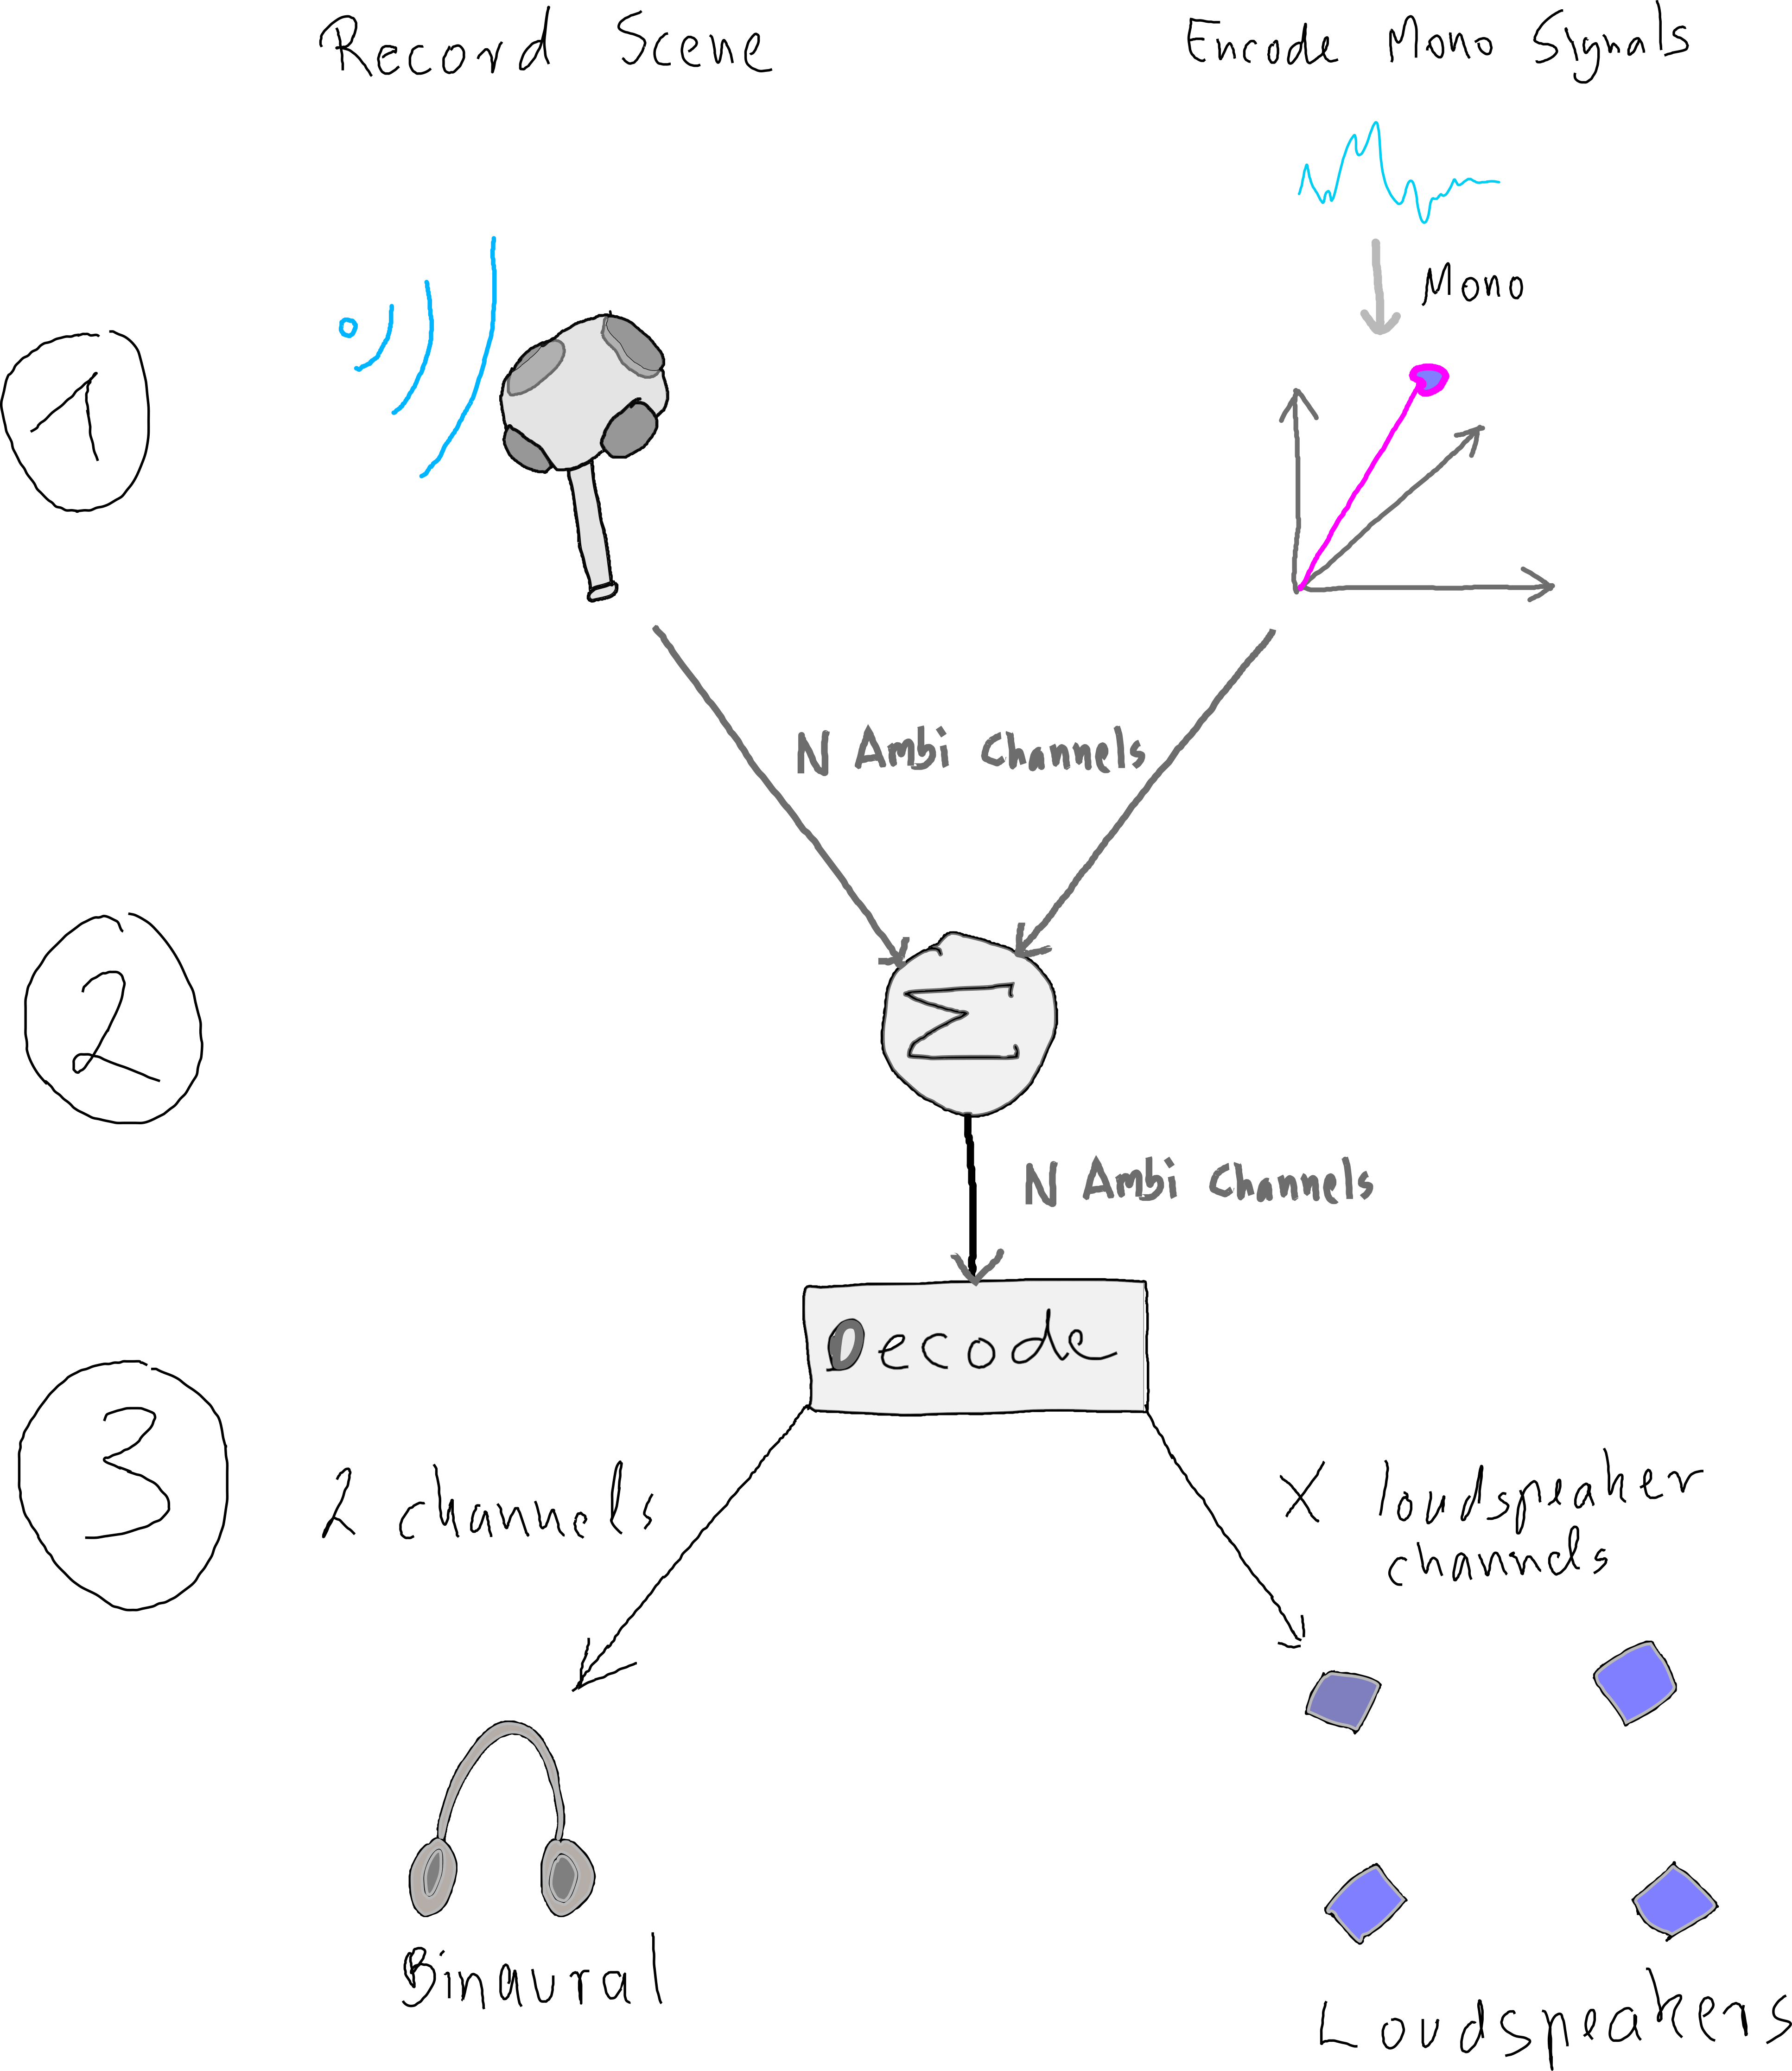 Record Scene
Encode Mono Signals
Mono
1
N Ambi Channels
2
Σ
N Ambi Channels
Decode
3
2 channels
X loudspeaker
channels
Binaural
Loudspeakers